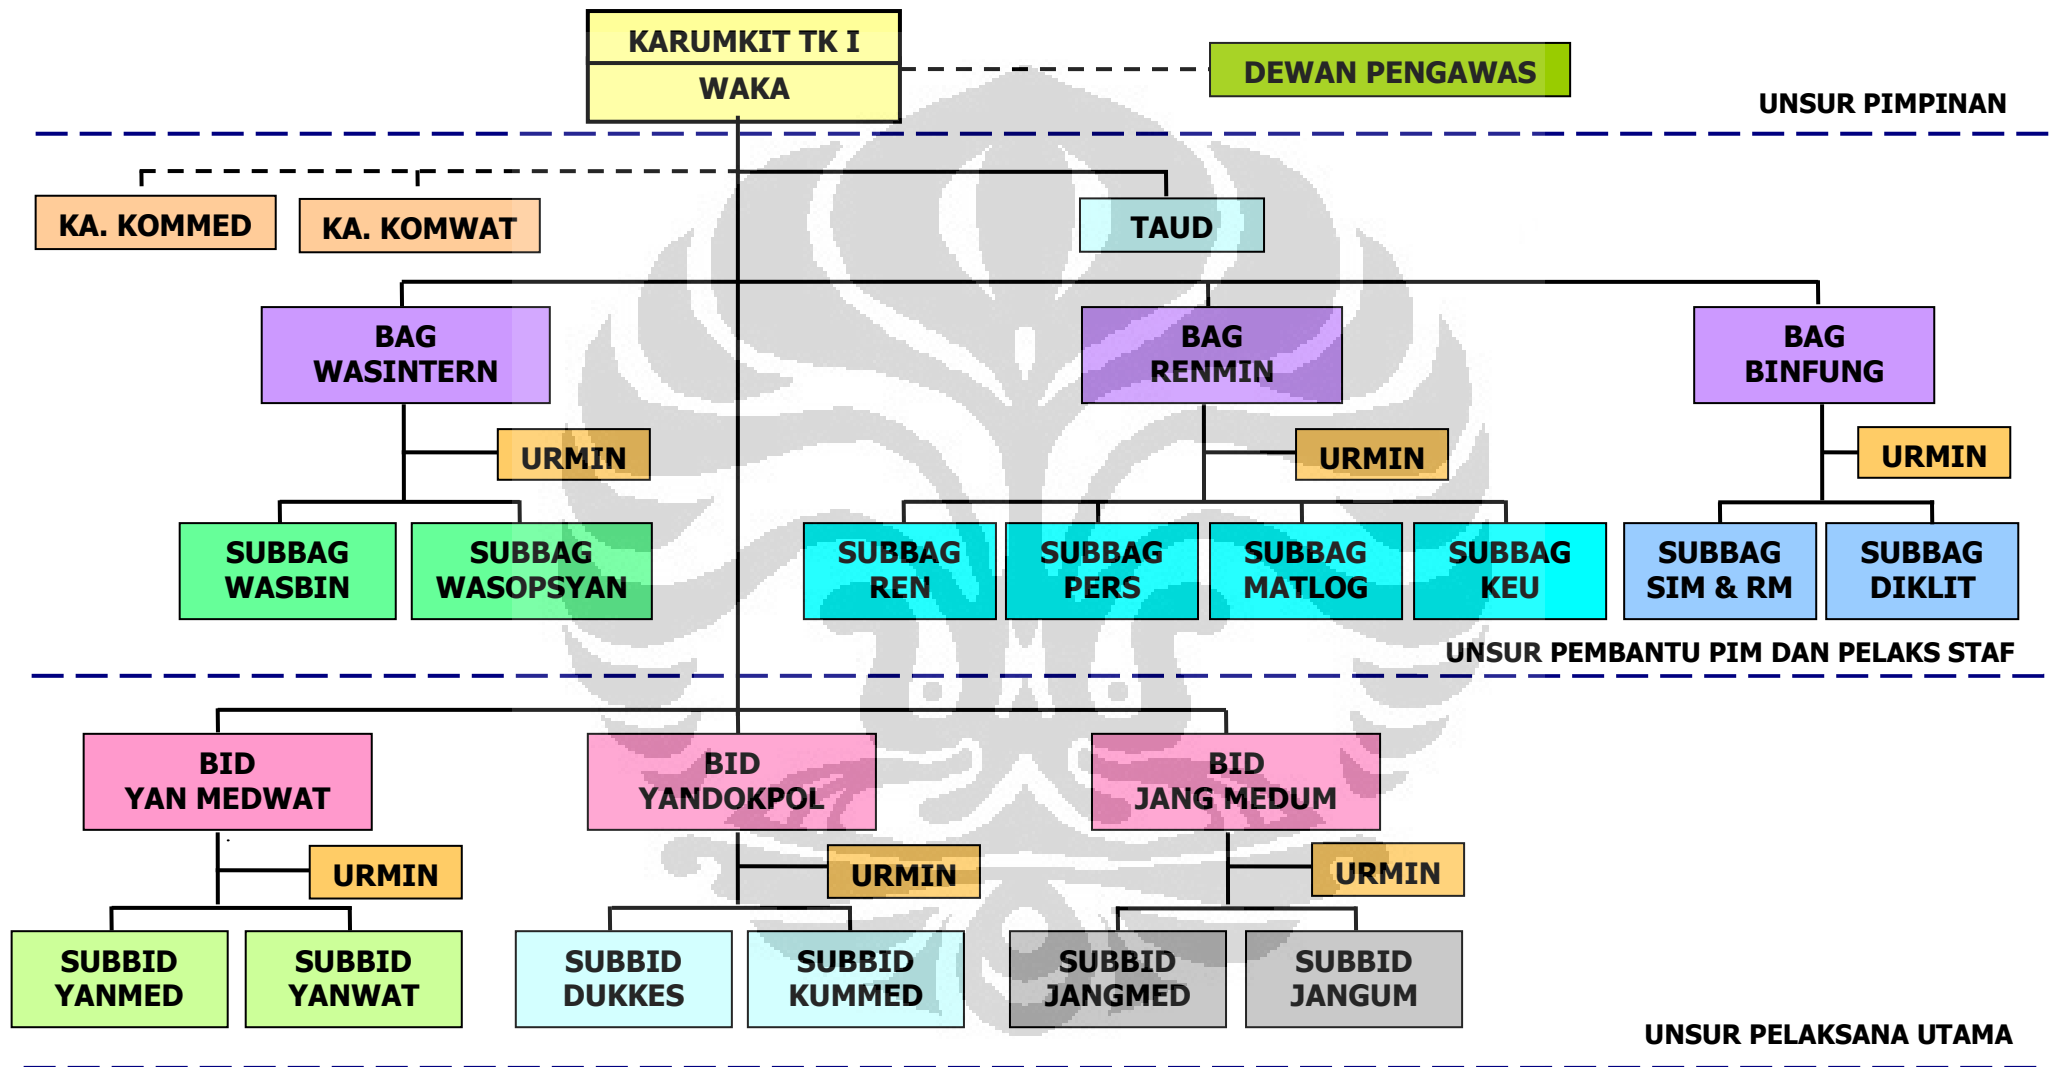 KARUMKIT TK I
WAKA
DEWAN PENGAWAS
UNSUR PIMPINAN
KA. KOMMED
KA. KOMWAT
TAUD
BAG
WASINTERN
BAG
RENMIN
BAG
BINFUNG
URMIN
URMIN
URMIN
SUBBAG
WASBIN
SUBBAG
WASOPSYAN
SUBBAG
REN
SUBBAG
PERS
SUBBAG
MATLOG
SUBBAG
KEU
SUBBAG
SIM & RM
SUBBAG
DIKLIT
UNSUR PEMBANTU PIM DAN PELAKS STAF
BID
YAN MEDWAT
BID
YANDOKPOL
BID
JANG MEDUM
URMIN
URMIN
URMIN
SUBBID
YANMED
SUBBID
YANWAT
SUBBID
DUKKES
SUBBID
KUMMED
SUBBID
JANGMED
SUBBID
JANGUM
UNSUR PELAKSANA UTAMA